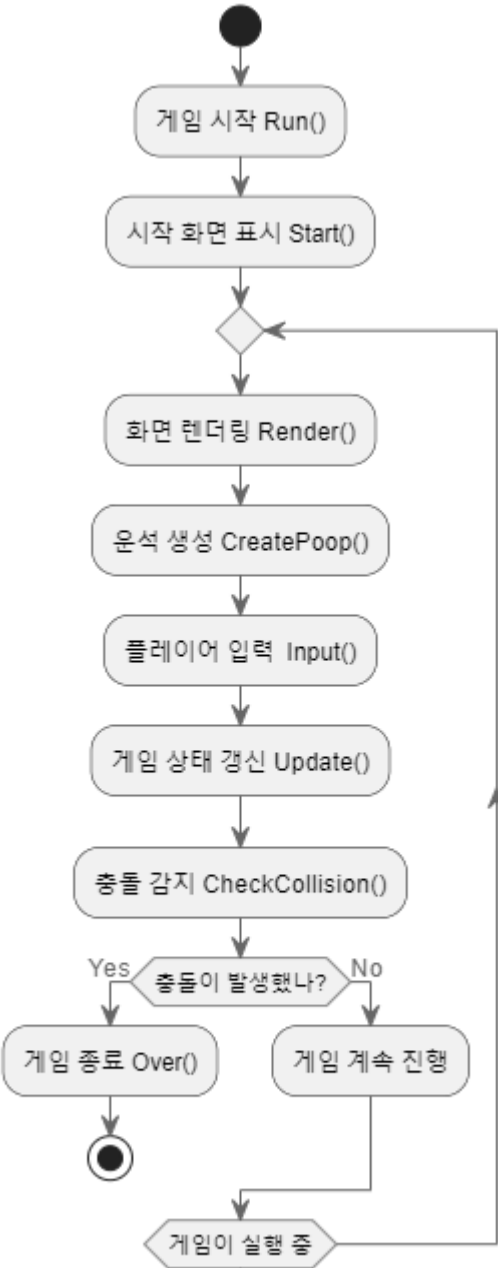 게임 시작 Run()
시작 화면 표시 Start()
화면 렌더링 Render()
운석 생성 CreatePoop()
플레이어 입력 Input()
게임 상태 갱신 Update()
충돌 감지 CheckCollision()
Yes
충돌이 발생했나?
No
게임 종료 Over()
게임 계속 진행
게임이 실행 중